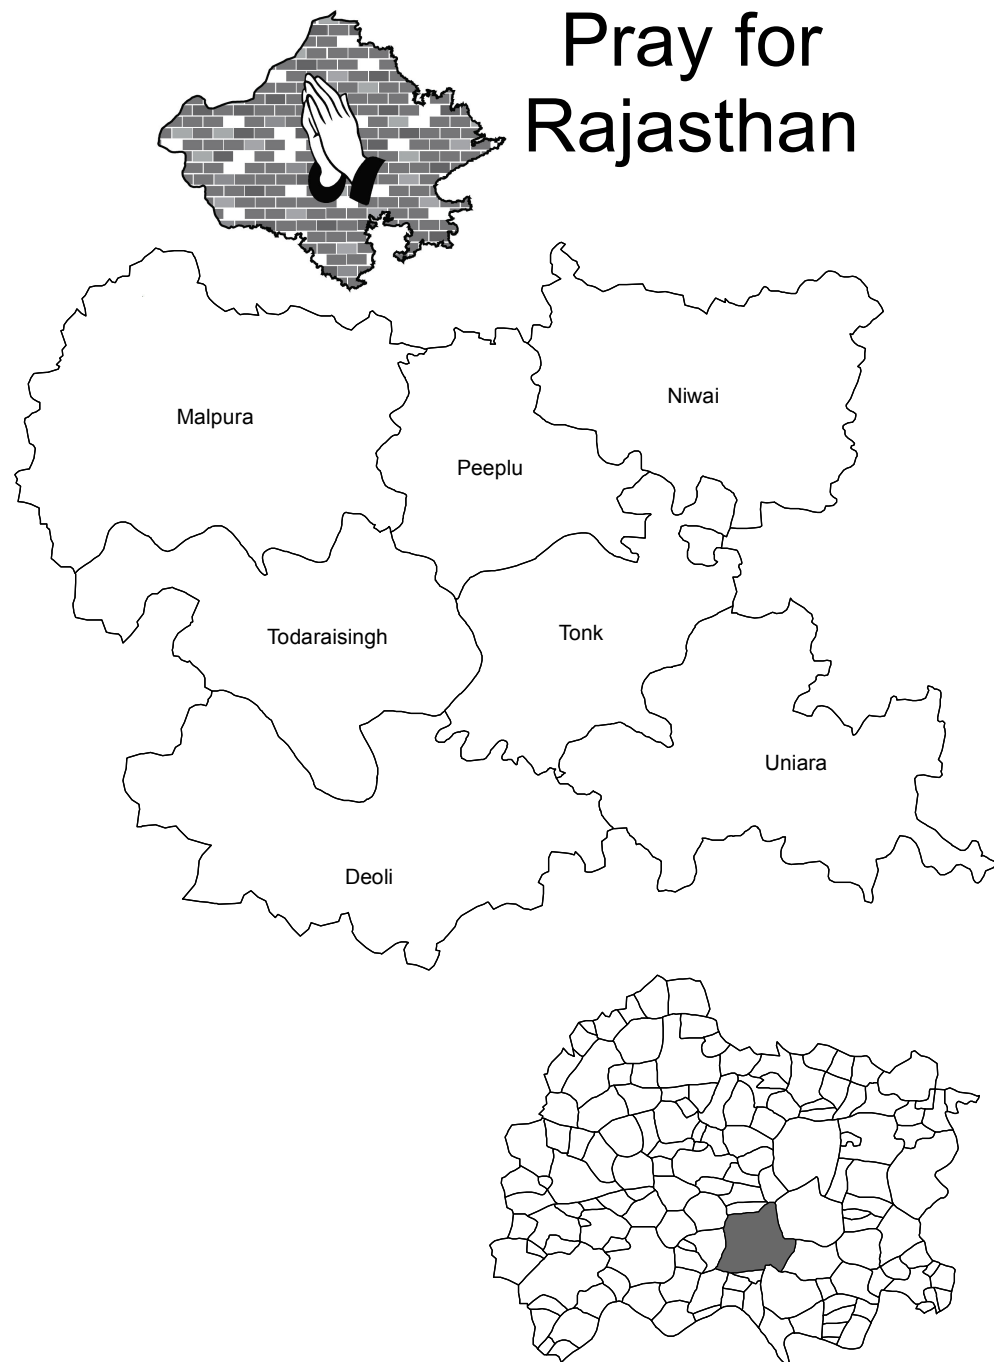 Pray for
Rajasthan
Niwai
Malpura
Peeplu
Tonk
Todaraisingh
Uniara
Deoli